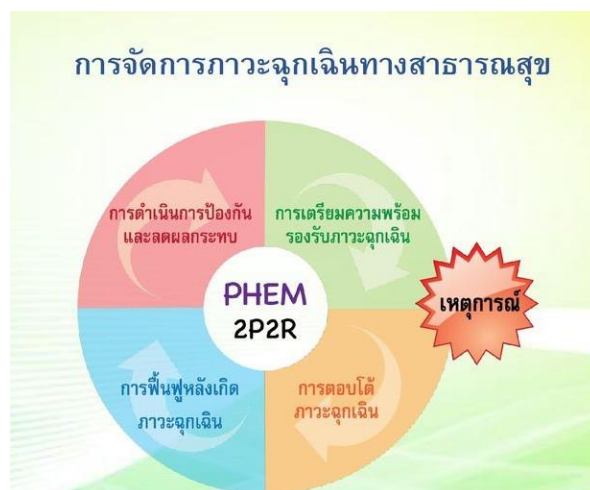 การจัดการภาวะฉุกเฉินทางสาธารณสุข
การดำเนินการป้องกัน
และลดผลกระทบ
การเตรียมความพร้อม
รองรับภาวะฉุกเฉิน
PHEM
2P2R
เหตุการณ์
การฟื้นฟูหลังเกิด
ภาวะฉุกเฉิน
การตอบโต้
ภาวะฉุกเฉิน